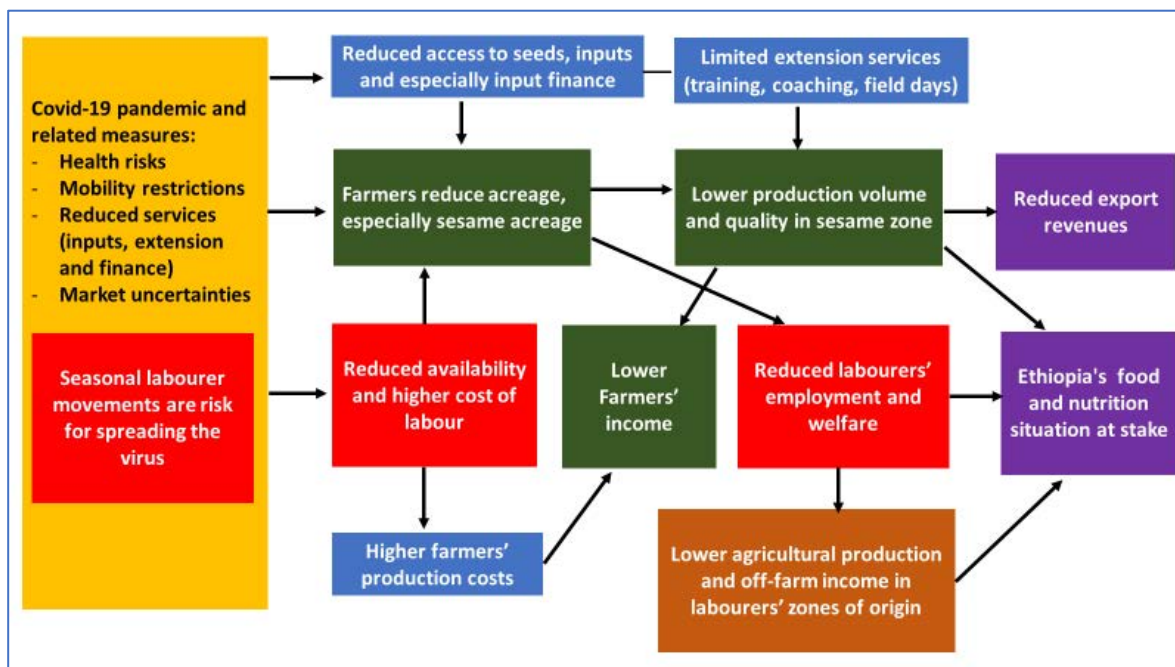 Covid-19 pandemic and
related measures:
- Health risks
- Mobility restrictions
- Reduced services
(inputs, extension
and finance)
- Market uncertainties
Seasonal labourer
movements are risk
for spreading the
virus
Reduced access to seeds, inputs
and especially input finance
Limited extension services
(training, coaching, field days)
Farmers reduce acreage,
especially sesame acreage
Lower production volume
and quality in sesame zone
Reduced export
revenues
Reduced availability
and higher cost of
labour
Lower
Farmers'
income
Reduced labourers'
employment and
welfare
Ethiopia's food
and nutrition
situation at stake
Higher farmers'
production costs
Lower agricultural production
and off-farm income in
labourers' zones of origin